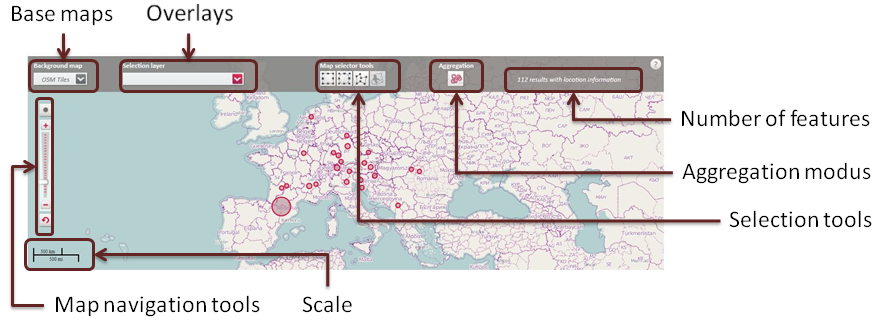 Base maps Overlays
Background map Selection layer Map selector tools Aggregation ?
OSM Tiles 112 results with location information
Number of features
Aggregation modus
Selection tools
500 km
500 mi
Map navigation tools Scale